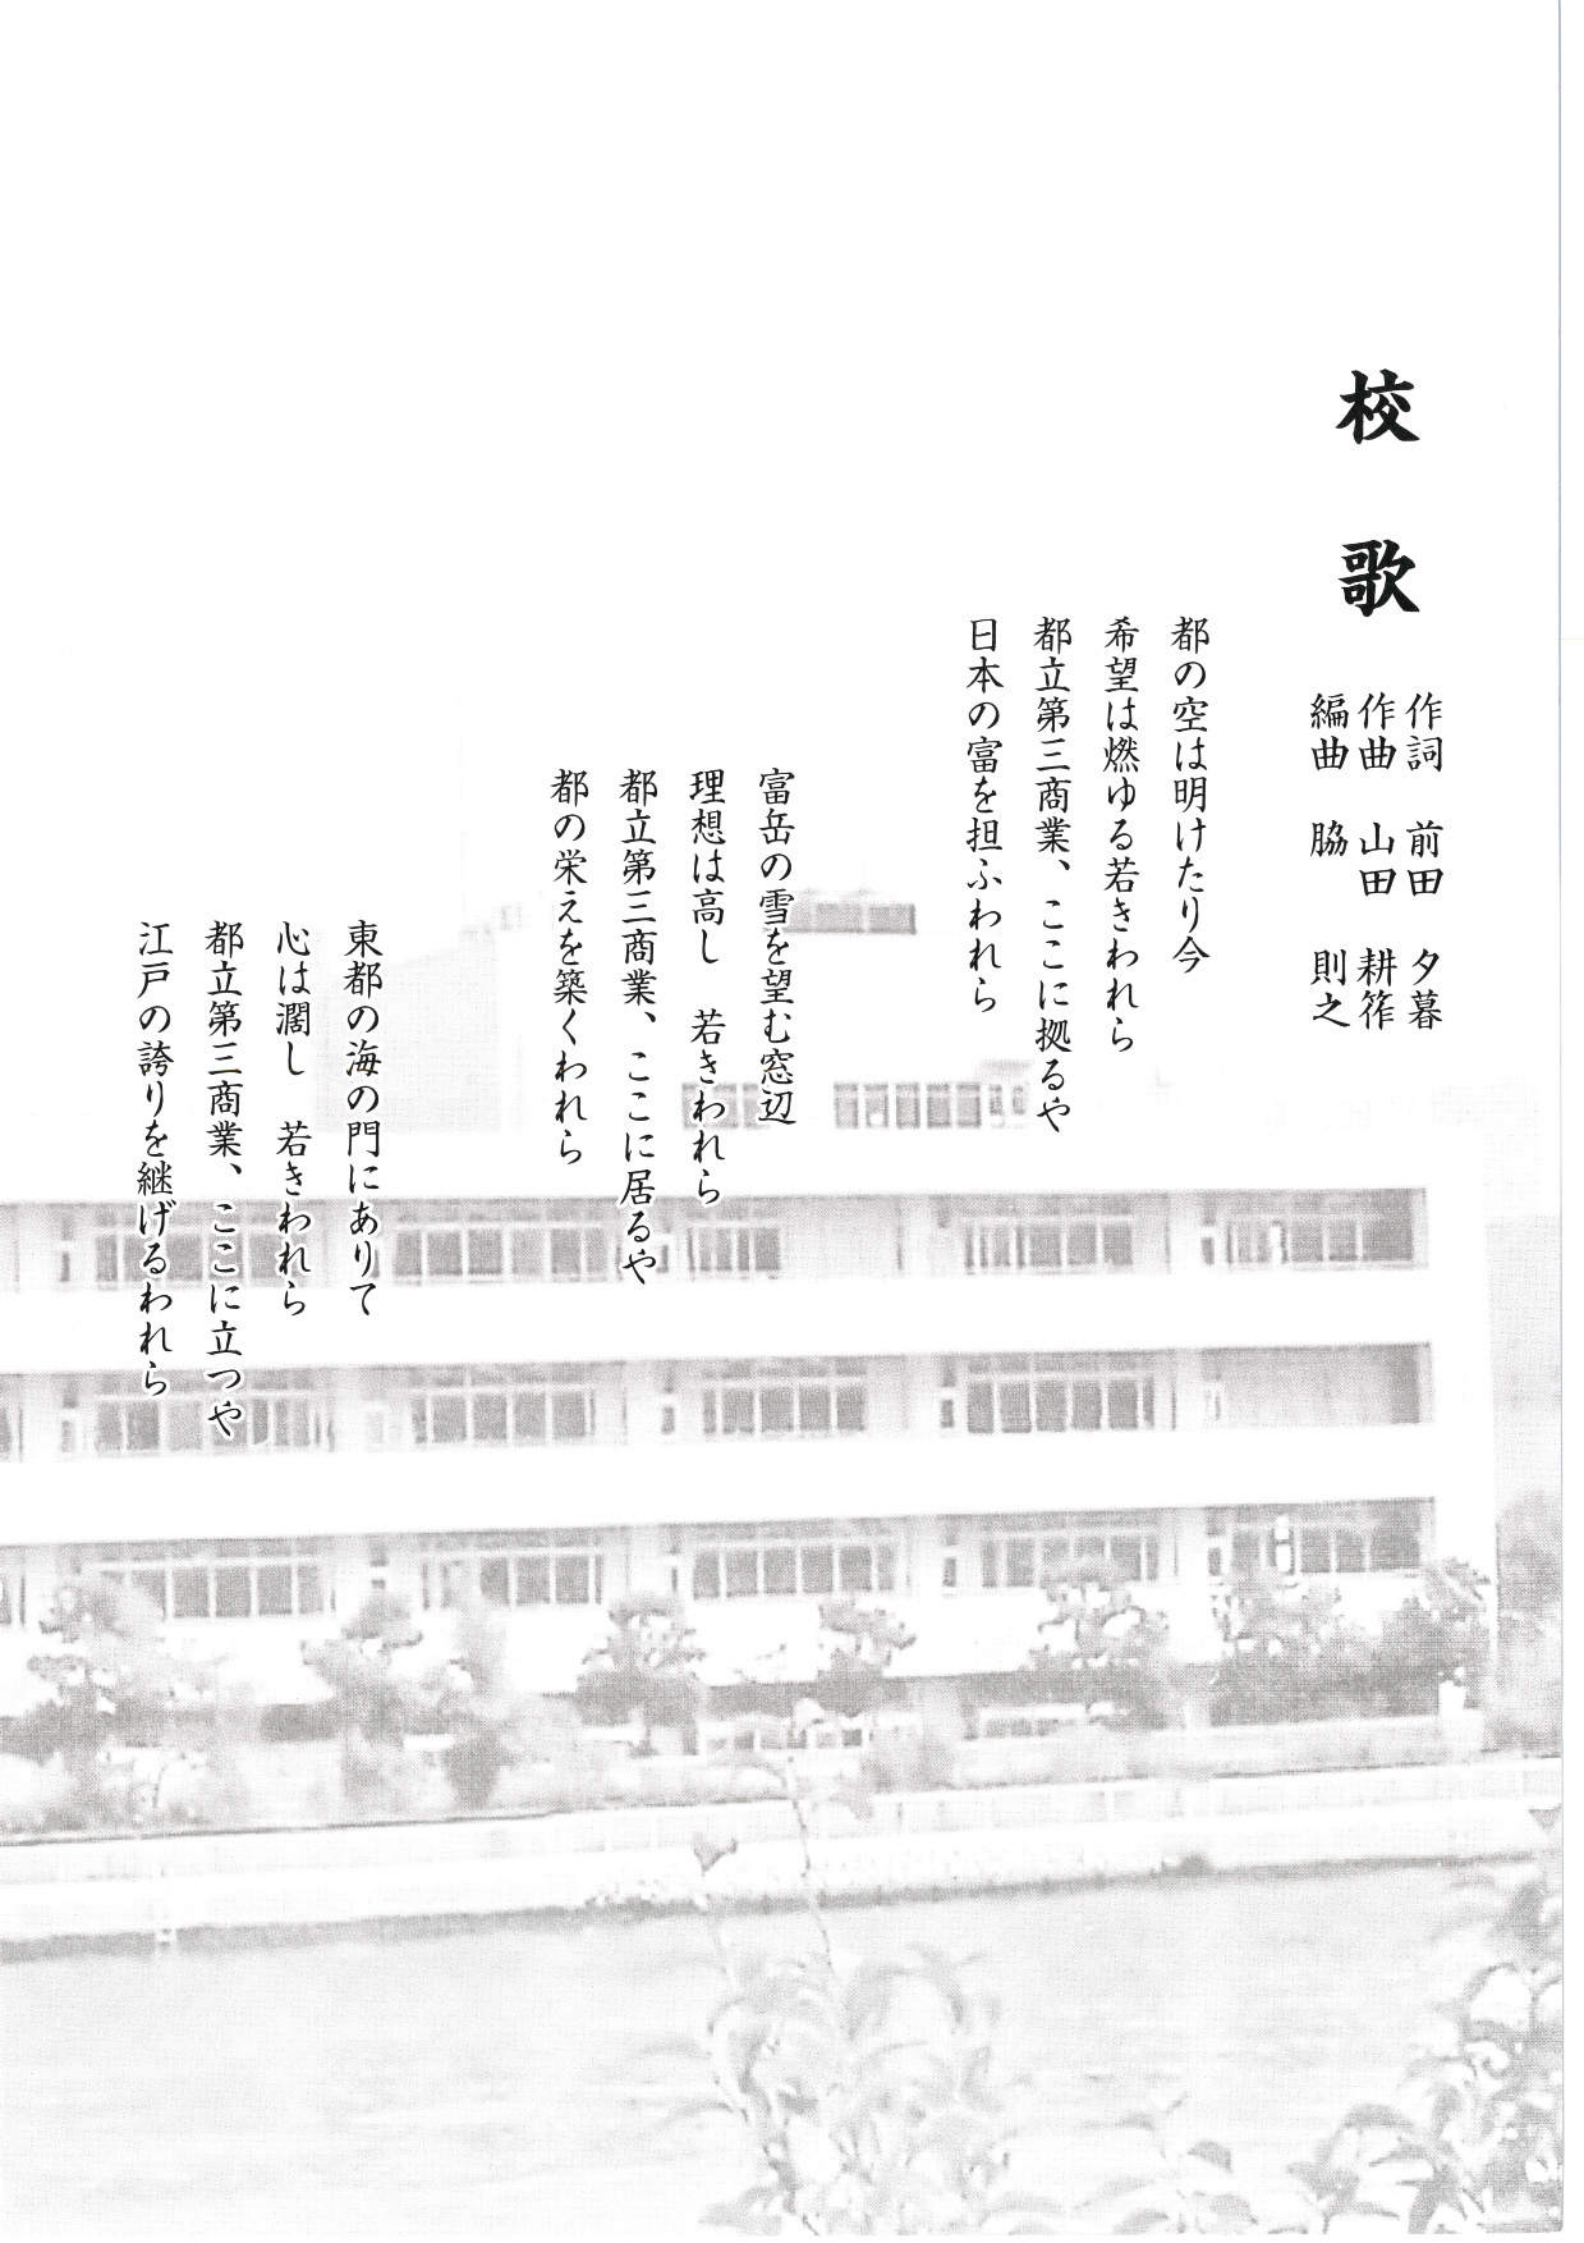 校歌
作詞　前田　夕暮
作曲　山田　耕筰
編曲　脇　則之
都の空は明けたり今
希望は燃ゆる若きわれら
都立第三商業、ここに拠るや
日本の富を担ふわれら
富岳の雪を望む窓辺
理想は高し　若きわれら
都立第三商業、ここに居るや
都の栄えを築くわれら
東都の海の門にありて
心は濶し　若きわれら
都立第三商業、ここに立つや
江戸の誇りを継げるわれら